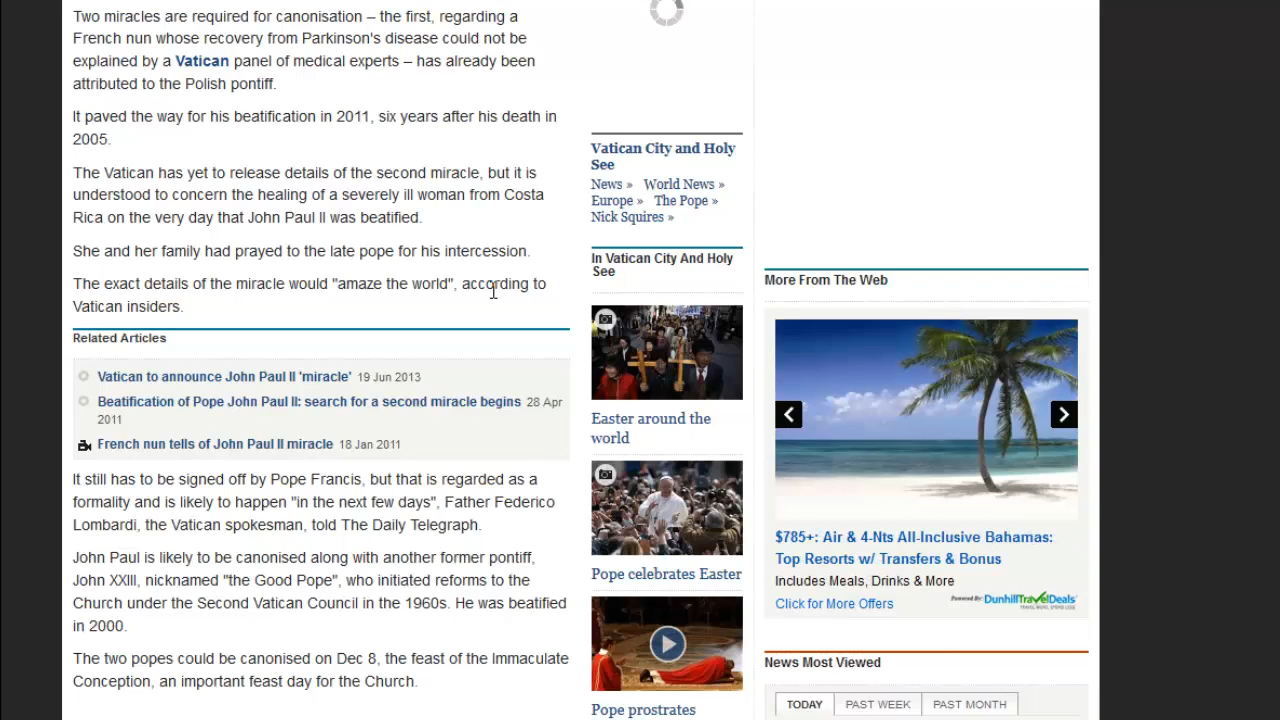 Two miracles are required for canonisation – the first, regarding a
French nun whose recovery from Parkinson's disease could not be
explained by a Vatican panel of medical experts – has already been
attributed to the Polish pontiff.
It paved the way for his beatification in 2011, six years after his death in
2005.
The Vatican has yet to release details of the second miracle, but it is
understood to concern the healing of a severely ill woman from Costa
Rica on the very day that John Paul II was beatified.
She and her family had prayed to the late pope for his intercession.
The exact details of the miracle would "amaze the world", according to
Vatican insiders.
Related Articles
Vatican to announce John Paul II 'miracle' 19 Jun 2013
Beatification of Pope John Paul II: search for a second miracle begins 28 Apr
2011
French nun tells of John Paul II miracle 18 Jan 2011
It still has to be signed off by Pope Francis, but that is regarded as a
formality and is likely to happen "in the next few days", Father Federico
Lombardi, the Vatican spokesman, told The Daily Telegraph.
John Paul is likely to be canonised along with another former pontiff,
John XXIII, nicknamed "the Good Pope", who initiated reforms to the
Church under the Second Vatican Council in the 1960s. He was beatified
in 2000.
The two popes could be canonised on Dec 8, the feast of the Immaculate
Conception, an important feast day for the Church.
Vatican City and Holy
See
News » World News »
Europe » The Pope »
Nick Squires »
In Vatican City And Holy
See
Easter around the
world
Pope celebrates Easter
Pope prostrates
More From The Web
$785+: Air & 4-Nts All-Inclusive Bahamas:
Top Resorts w/ Transfers & Bonus
Includes Meals, Drinks & More
Click for More Offers
Powered By: DunhillTravelDeals
TRAVEL MORE. SPEND LESS.
News Most Viewed
TODAY PAST WEEK PAST MONTH